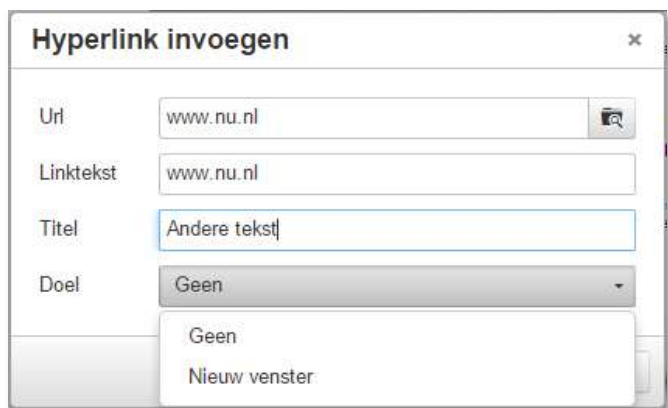 Hyperlink invoegen ×
Url www.nu.nl
Linktekst www.nu.nl
Titel Andere tekst
Doel Geen
Geen
Nieuw venster